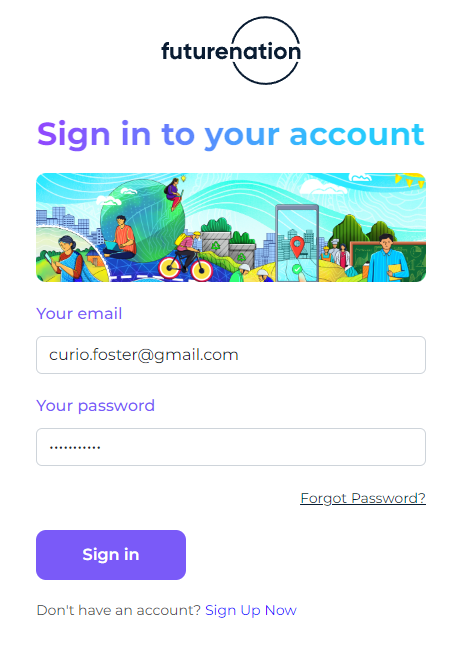 futurenation
Sign in to your account
Your email
curio.foster@gmail.com
Your password
•••••••••••
Forgot Password?
Sign in
Don't have an account? Sign Up Now